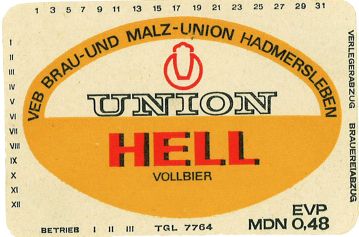 1 3 5 7 9 11 13 15 17 19 21 23 25 27 29 31
VEB BRAU-UND MALZ-UNION HADMERSLEBEN
UNION
HELL
VOLLBIER
I
II
III
IV
V
VI
VII
VIII
IX
X
XI
XII
VERLEGERABZUG
BRAUEREIABZUG
BETRIEB I II III TGL 7764
EVP
MDN 0,48